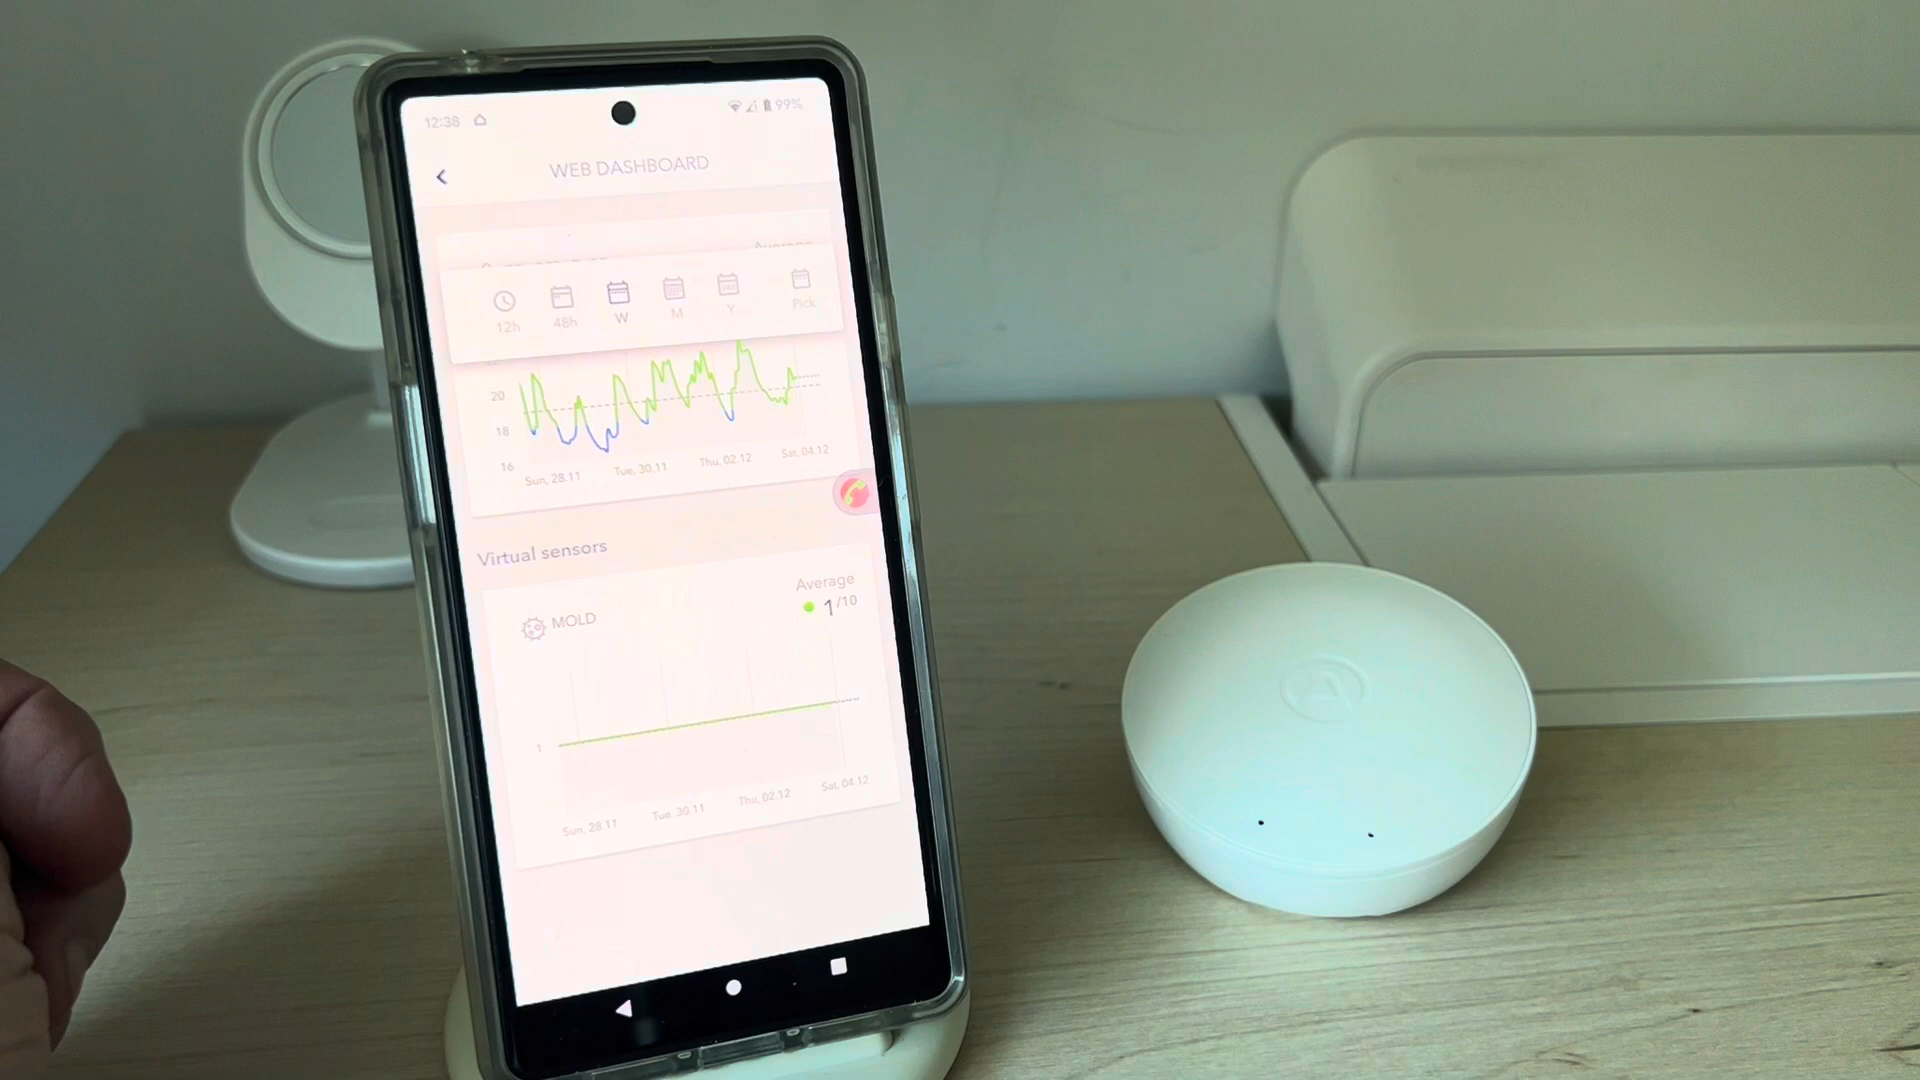 12:38
99%
WEB DASHBOARD
Average
12h
48h
W
M
Y
Pick
20
18
16
Sun, 28.11
Tue, 30.11
Thu, 02.12
Sat, 04.12
Virtual sensors
MOLD
Average
1/10
1
Sun, 28.11
Tue, 30.11
Thu, 02.12
Sat, 04.12